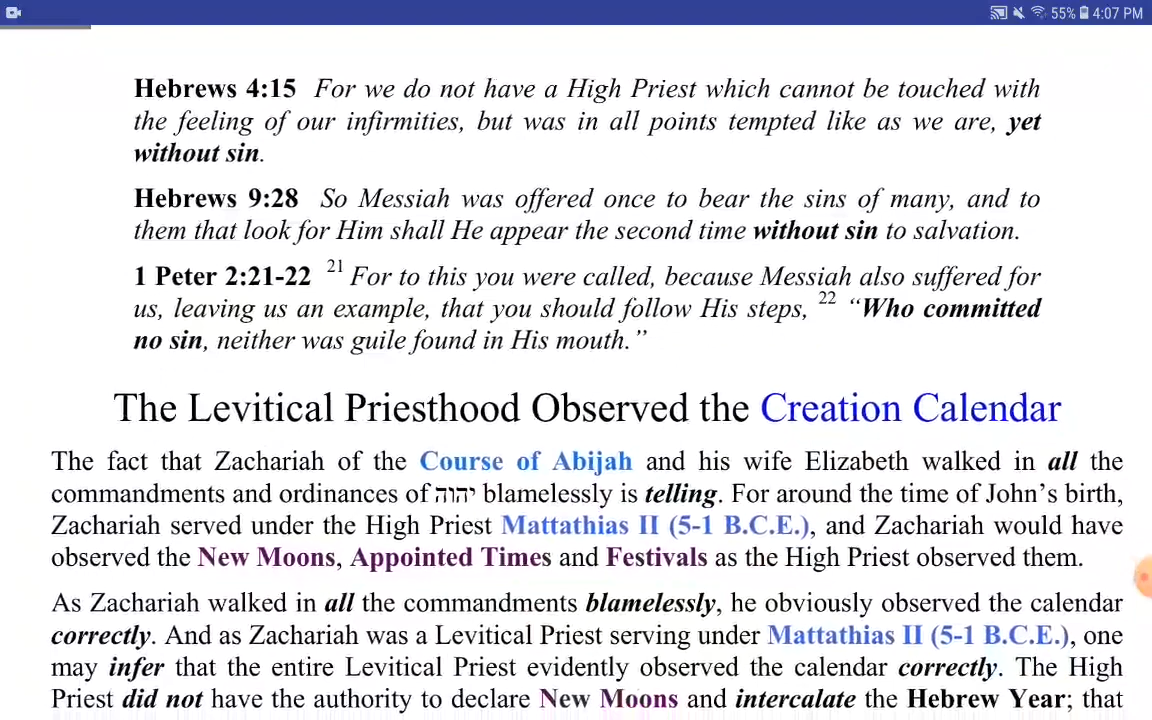 55% 4:07 PM
Hebrews 4:15 For we do not have a High Priest which cannot be touched with
the feeling of our infirmities, but was in all points tempted like as we are, yet
without sin.
Hebrews 9:28 So Messiah was offered once to bear the sins of many, and to
them that look for Him shall He appear the second time without sin to salvation.
1 Peter 2:21-22 21 For to this you were called, because Messiah also suffered for
us, leaving us an example, that you should follow His steps, 22 “Who committed
no sin, neither was guile found in His mouth.”
The Levitical Priesthood Observed the Creation Calendar
The fact that Zachariah of the Course of Abijah and his wife Elizabeth walked in all the
commandments and ordinances of יהוה blamelessly is telling. For around the time of John’s birth,
Zachariah served under the High Priest Mattathias II (5-1 B.C.E.), and Zachariah would have
observed the New Moons, Appointed Times and Festivals as the High Priest observed them.
As Zachariah walked in all the commandments blamelessly, he obviously observed the calendar
correctly. And as Zachariah was a Levitical Priest serving under Mattathias II (5-1 B.C.E.), one
may infer that the entire Levitical Priest evidently observed the calendar correctly. The High
Priest did not have the authority to declare New Moons and intercalate the Hebrew Year; that